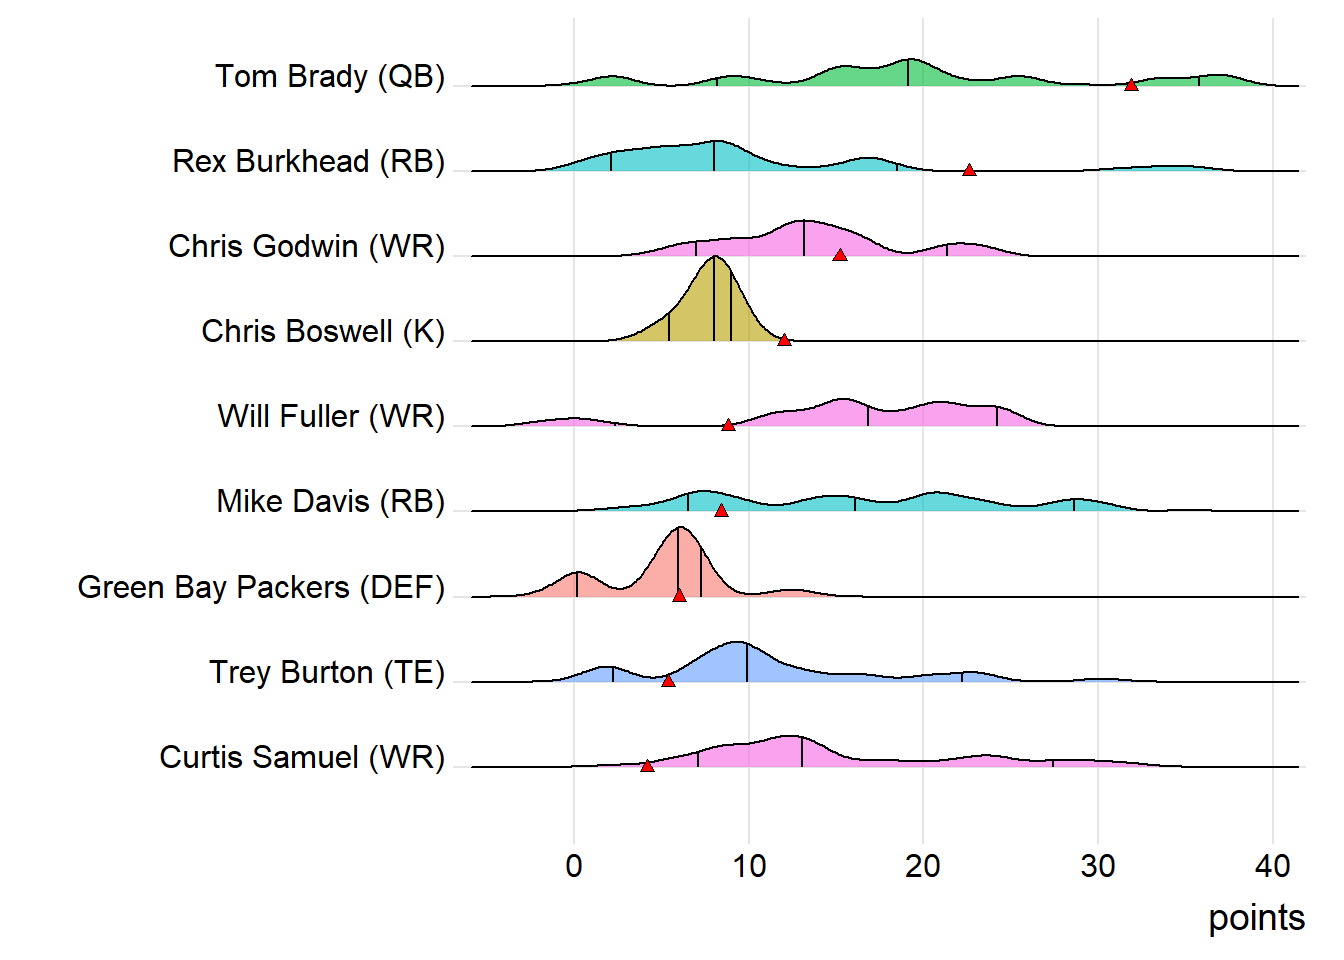 Tom Brady (QB)
Rex Burkhead (RB)
Chris Godwin (WR)
Chris Boswell (K)
Will Fuller (WR)
Mike Davis (RB)
Green Bay Packers (DEF)
Trey Burton (TE)
Curtis Samuel (WR)
0 10 20 30 40
points